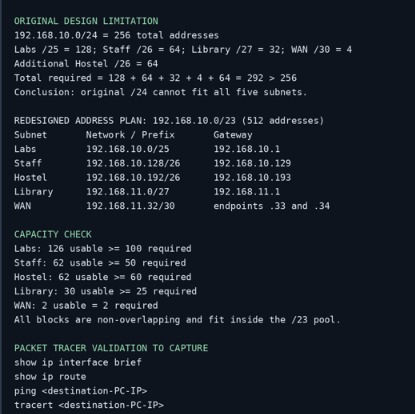 ORIGINAL DESIGN LIMITATION
192.168.10.0/24 = 256 total addresses
Labs /25 = 128; Staff /26 = 64; Library /27 = 32; WAN /30 = 4
Additional Hostel /26 = 64
Total required = 128 + 64 + 32 + 4 + 64 = 292 > 256
Conclusion: original /24 cannot fit all five subnets.
REDESIGNED ADDRESS PLAN: 192.168.10.0/23 (512 addresses)
Subnet Network / Prefix Gateway
Labs 192.168.10.0/25 192.168.10.1
Staff 192.168.10.128/26 192.168.10.129
Hostel 192.168.10.192/26 192.168.10.193
Library 192.168.11.0/27 192.168.11.1
WAN 192.168.11.32/30 endpoints .33 and .34
CAPACITY CHECK
Labs: 126 usable >= 100 required
Staff: 62 usable >= 50 required
Hostel: 62 usable >= 60 required
Library: 30 usable >= 25 required
WAN: 2 usable = 2 required
All blocks are non-overlapping and fit inside the /23 pool.
PACKET TRACER VALIDATION TO CAPTURE
show ip interface brief
show ip route
ping <destination-PC-IP>
tracert <destination-PC-IP>